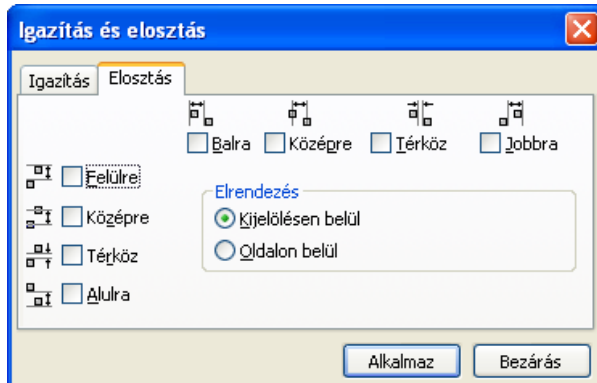 Igazítás és elosztás
Igazítás Elosztás
Balra Középre Térköz Jobbra
Felülre
Középre
Térköz
Alulra
Elrendezés
Kijelölésen belül
Oldalon belül
Alkalmaz Bezárás